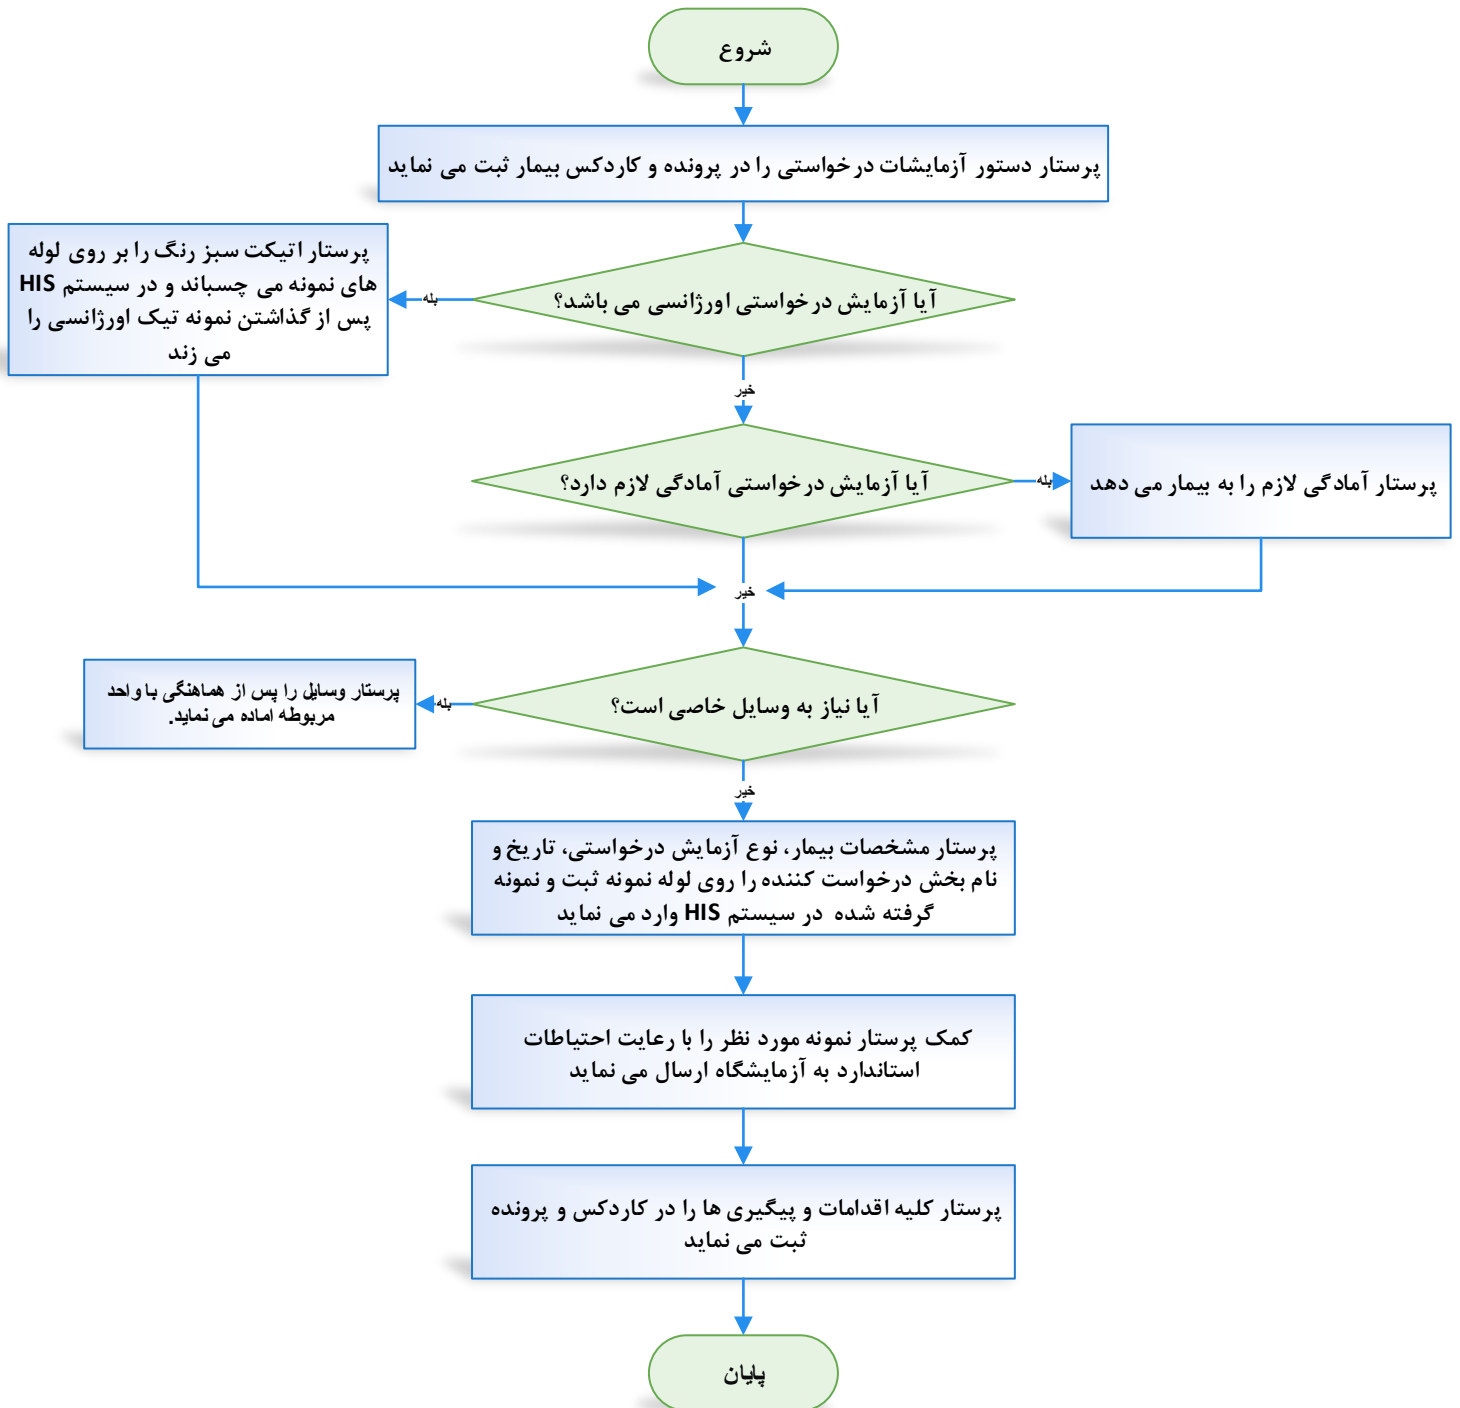 شروع
پرستار دستور آزمایشات درخواستی را در پرونده و کاردکس بیمار ثبت می نماید
آیا آزمایش درخواستی اورژانسی می باشد؟
بله
پرستار اتیکت سبز رنگ را بر روی لوله
های نمونه می چسباند و در سیستم HIS
پس از گذاشتن نمونه تیک اورژانسی را
می زند
خیر
آیا آزمایش درخواستی آمادگی لازم دارد؟
بله
پرستار آمادگی لازم را به بیمار می دهد
خیر
آیا نیاز به وسایل خاصی است؟
بله
پرستار وسایل را پس از هماهنگی با واحد
مربوطه اماده می نماید.
خیر
پرستار مشخصات بیمار، نوع آزمایش درخواستی، تاریخ و
نام بخش درخواست کننده را روی لوله نمونه ثبت و نمونه
گرفته شده در سیستم HIS وارد می نماید
کمک پرستار نمونه مورد نظر را با رعایت احتیاطات
استاندارد به آزمایشگاه ارسال می نماید
پرستار کلیه اقدامات و پیگیری ها را در کاردکس و پرونده
ثبت می نماید
پایان